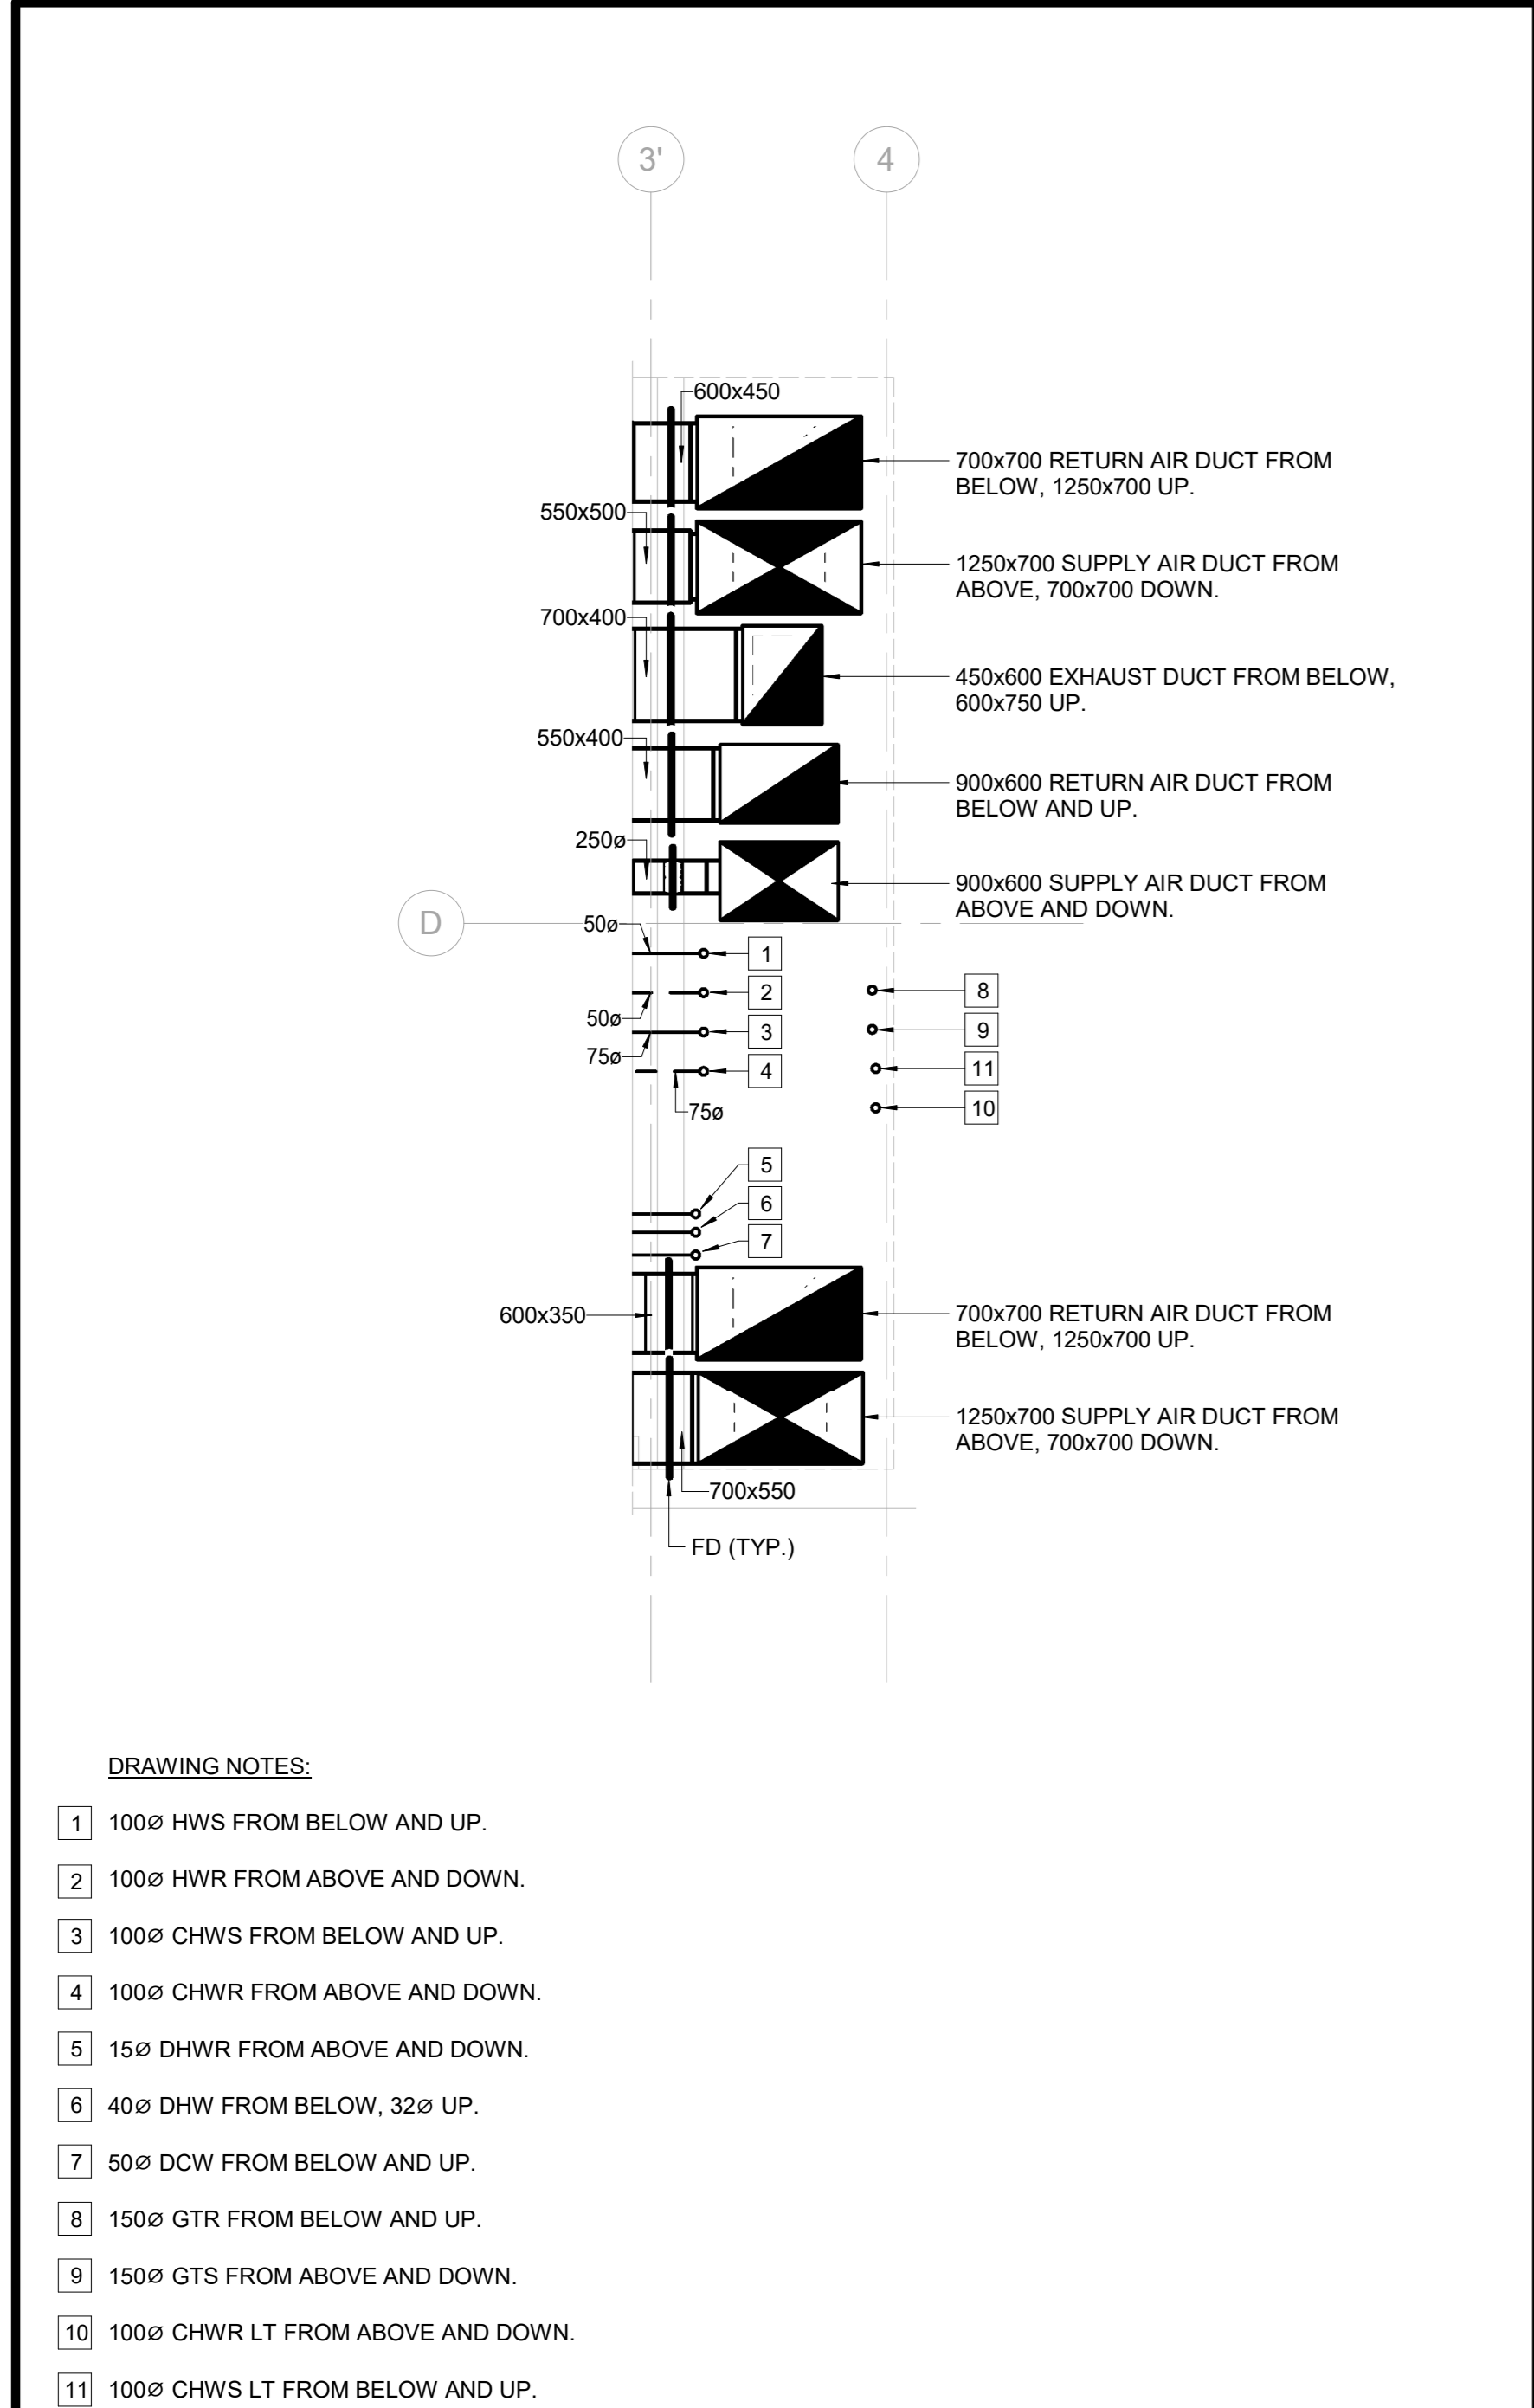 3'
4
600x450
700x700 RETURN AIR DUCT FROM
BELOW, 1250x700 UP.
550x500
1250x700 SUPPLY AIR DUCT FROM
ABOVE, 700x700 DOWN.
700x400
450x600 EXHAUST DUCT FROM BELOW,
600x750 UP.
550x400
900x600 RETURN AIR DUCT FROM
BELOW AND UP.
250ø
900x600 SUPPLY AIR DUCT FROM
ABOVE AND DOWN.
D
50ø
1
2
8
50ø
3
9
75ø
4
11
75ø
10
5
6
7
600x350
700x700 RETURN AIR DUCT FROM
BELOW, 1250x700 UP.
1250x700 SUPPLY AIR DUCT FROM
ABOVE, 700x700 DOWN.
700x550
FD (TYP.)
DRAWING NOTES:
1 100Ø HWS FROM BELOW AND UP.
2 100Ø HWR FROM ABOVE AND DOWN.
3 100Ø CHWS FROM BELOW AND UP.
4 100Ø CHWR FROM ABOVE AND DOWN.
5 15Ø DHWR FROM ABOVE AND DOWN.
6 40Ø DHW FROM BELOW, 32Ø UP.
7 50Ø DCW FROM BELOW AND UP.
8 150Ø GTR FROM BELOW AND UP.
9 150Ø GTS FROM ABOVE AND DOWN.
10 100Ø CHWR LT FROM ABOVE AND DOWN.
11 100Ø CHWS LT FROM BELOW AND UP.